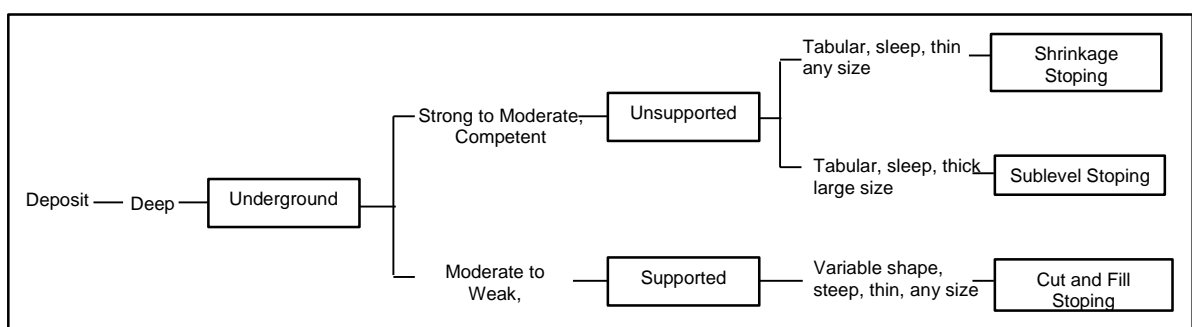 Deposit
Deep
Underground
Strong to Moderate,
Competent
Unsupported
Tabular, sleep, thin
any size
Shrinkage
Stoping
Tabular, sleep, thick
large size
Sublevel Stoping
Moderate to
Weak,
Supported
Variable shape,
steep, thin, any size
Cut and Fill
Stoping